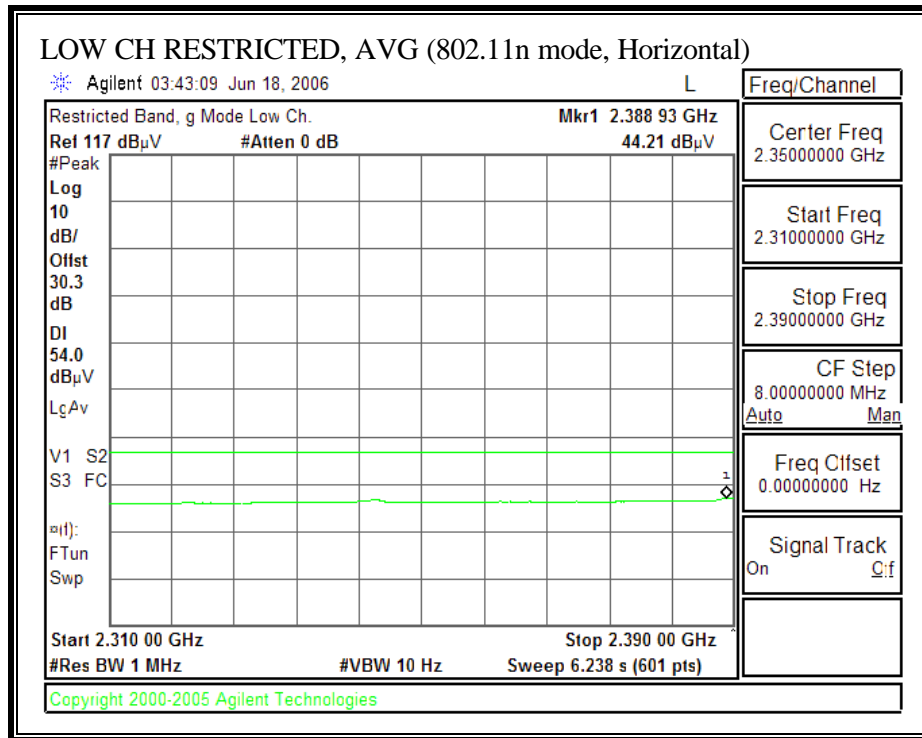 LOW CH RESTRICTED, AVG (802.11n mode, Horizontal)
Agilent 03:43:09 Jun 18, 2006 L
Restricted Band, g Mode Low Ch. Mkr1 2.388 93 GHz
Ref 117 dBµV #Atten 0 dB 44.21 dBµV
#Peak
Log
10
dB/
Offst
30.3
dB
DI
54.0
dBµV
LgAv
V1 S2
S3 FC
¤(f):
FTun
Swp
1
Start 2.310 00 GHz Stop 2.390 00 GHz
#Res BW 1 MHz #VBW 10 Hz Sweep 6.238 s (601 pts)
Copyright 2000-2005 Agilent Technologies
Freq/Channel
Center Freq
2.35000000 GHz
Start Freq
2.31000000 GHz
Stop Freq
2.39000000 GHz
CF Step
8.00000000 MHz
Auto Man
Freq Offset
0.00000000 Hz
Signal Track
On Off